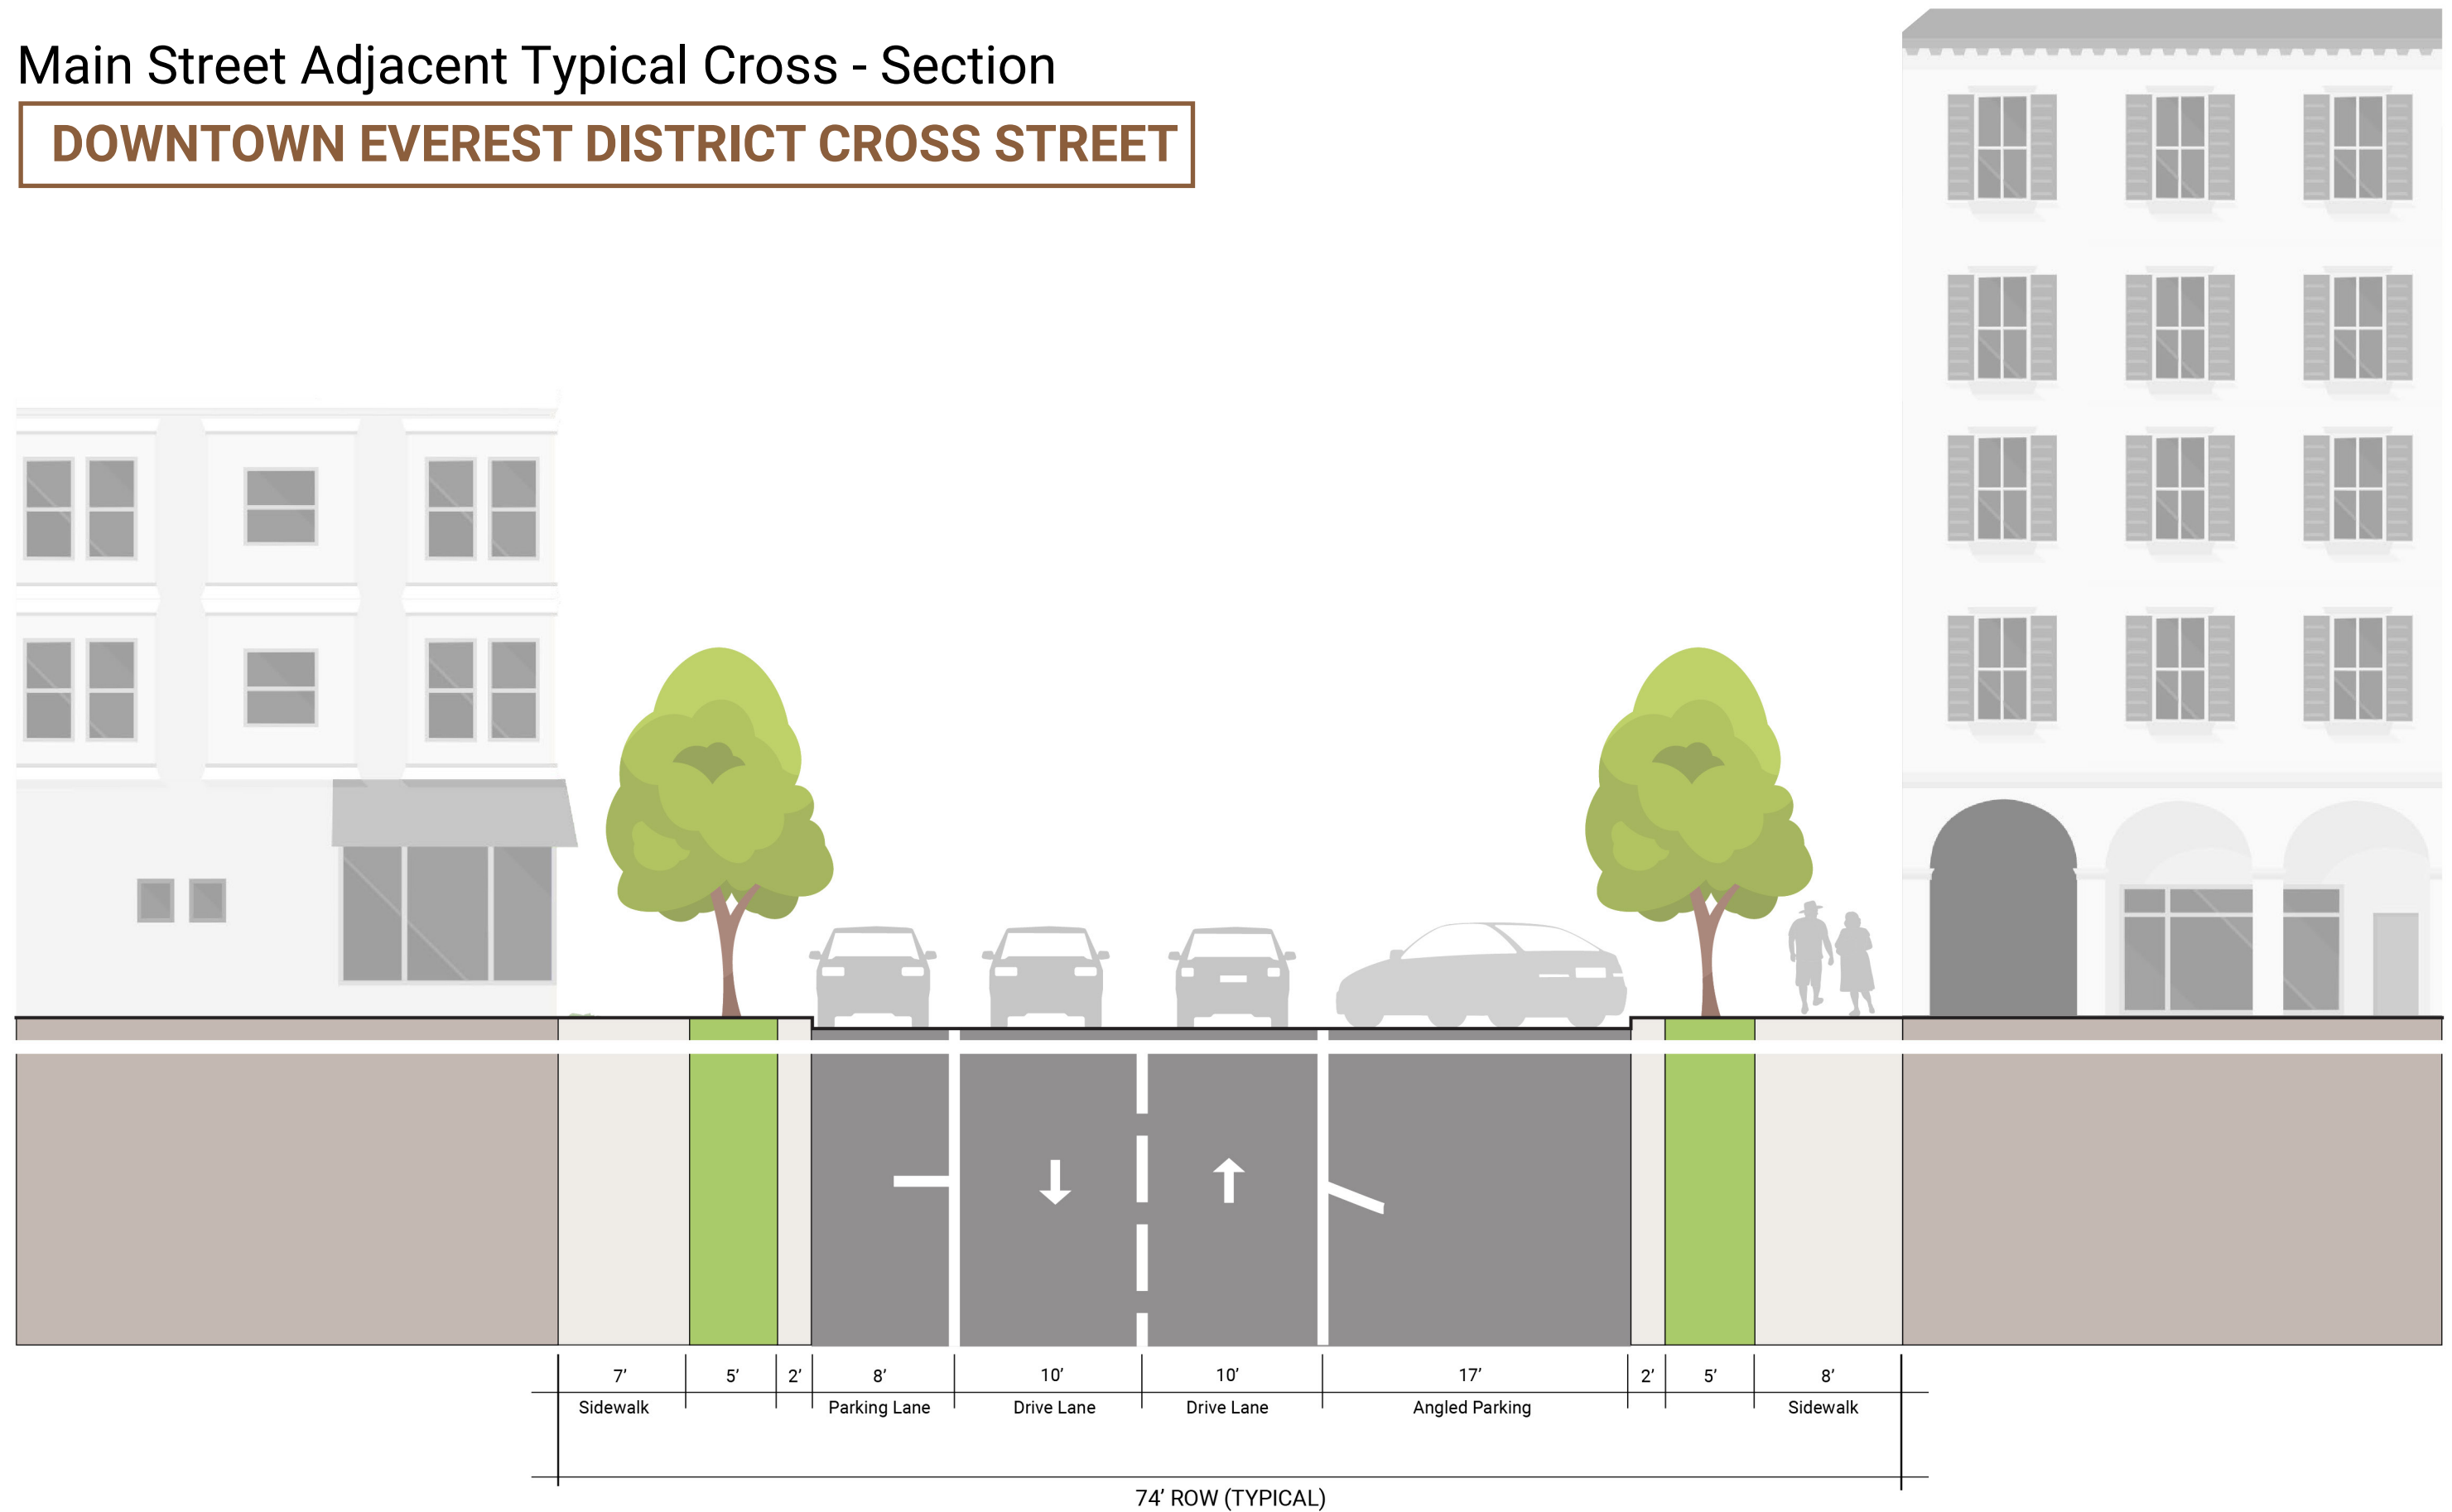 Main Street Adjacent Typical Cross - Section
DOWNTOWN EVEREST DISTRICT CROSS STREET
7’ 5’ 2’ 8’ 10’ 10’ 17’ 2’ 5’ 8’
Sidewalk Parking Lane Drive Lane Drive Lane Angled Parking Sidewalk
74’ ROW (TYPICAL)